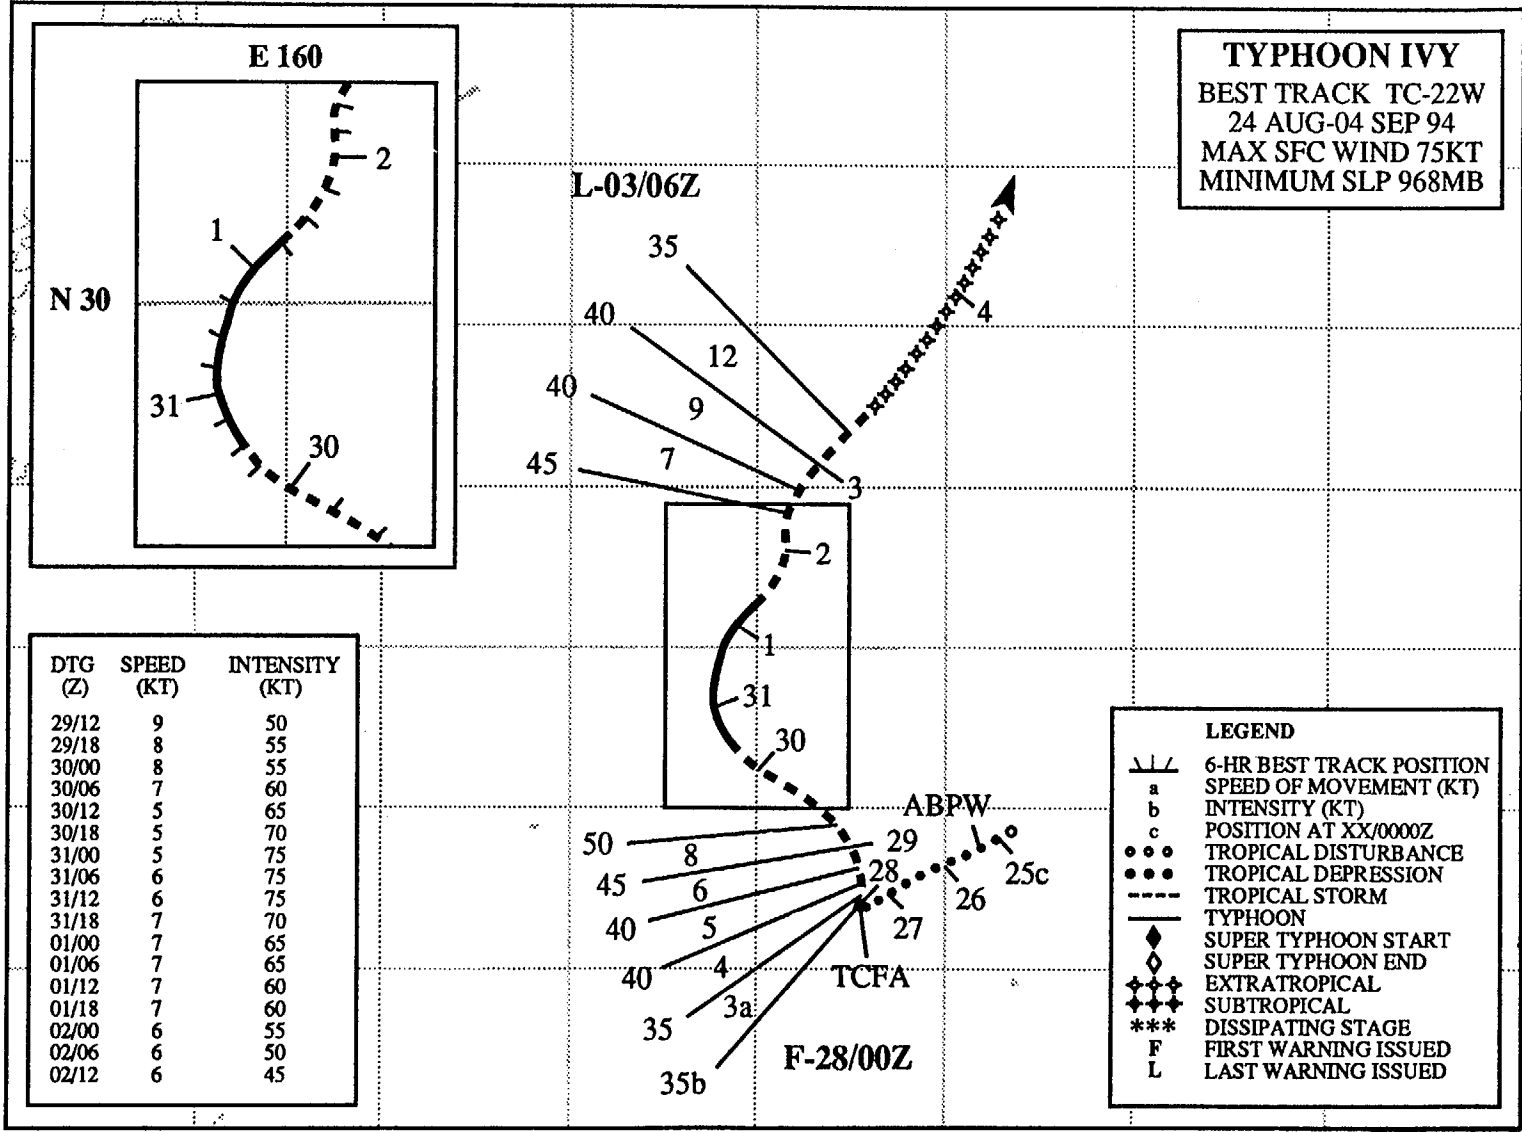 E 160
N 30
2
1
31
30
TYPHOON IVY
BEST TRACK TC-22W
24 AUG-04 SEP 94
MAX SFC WIND 75KT
MINIMUM SLP 968MB
L-03/06Z
35
40
12
4
40
9
45
7
3
2
1
31
30
ABPW
50
8
29
45
6
28
25c
26
40
5
27
40
4
TCFA
35
3a
35b
F-28/00Z
DTG SPEED INTENSITY
(Z) (KT) (KT)
29/12 9 50
29/18 8 55
30/00 8 55
30/06 7 60
30/12 5 65
30/18 5 70
31/00 5 75
31/06 6 75
31/12 6 75
31/18 7 70
01/00 7 65
01/06 7 65
01/12 7 60
01/18 7 60
02/00 6 55
02/06 6 50
02/12 6 45
LEGEND
6-HR BEST TRACK POSITION
a SPEED OF MOVEMENT (KT)
b INTENSITY (KT)
c POSITION AT XX/0000Z
TROPICAL DISTURBANCE
TROPICAL DEPRESSION
TROPICAL STORM
TYPHOON
SUPER TYPHOON START
SUPER TYPHOON END
EXTRATROPICAL
SUBTROPICAL
*** DISSIPATING STAGE
F FIRST WARNING ISSUED
L LAST WARNING ISSUED